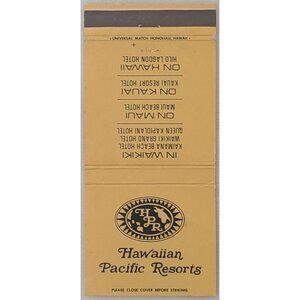 • UNIVERSAL MATCH HONOLULU, HAWAII •
IN WAIKIKI
KAIMANA BEACH HOTEL
WAIKIKI GRAND HOTEL
QUEEN KAPIOLANI HOTEL
ON MAUI
MAUI BEACH HOTEL
ON KAUAI
KAUAI RESORT HOTEL
ON HAWAII
HILO LAGOON HOTEL
HPR
Hawaiian
Pacific Resorts
PLEASE CLOSE COVER BEFORE STRIKING